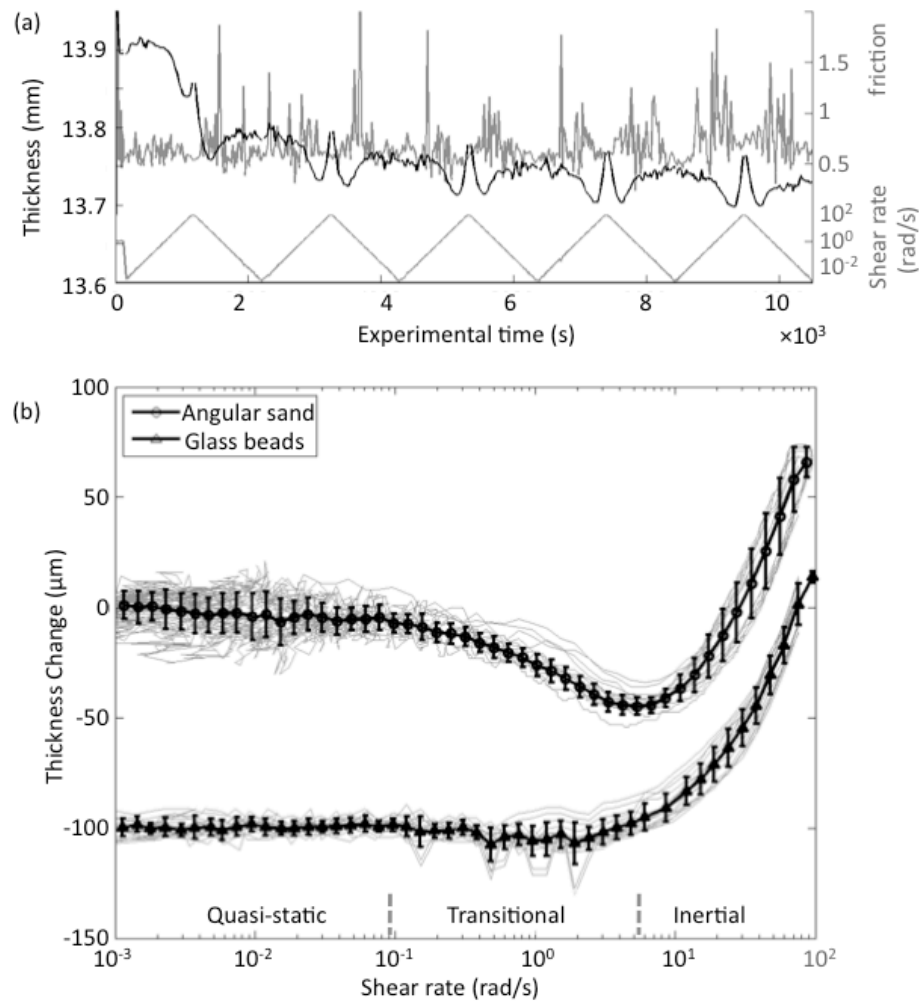 (a)
13.9
13.8
13.7
13.6
Thickness (mm)
1.5
1
0.5
friction
10²
10⁰
10⁻²
Shear rate
(rad/s)
0
2
4
6
8
10
Experimental time (s)
×10³
(b)
100
50
0
-50
-100
-150
Thickness Change (µm)
Angular sand
Glass beads
Quasi-static
Transitional
Inertial
10⁻³
10⁻²
10⁻¹
10⁰
10¹
10²
Shear rate (rad/s)